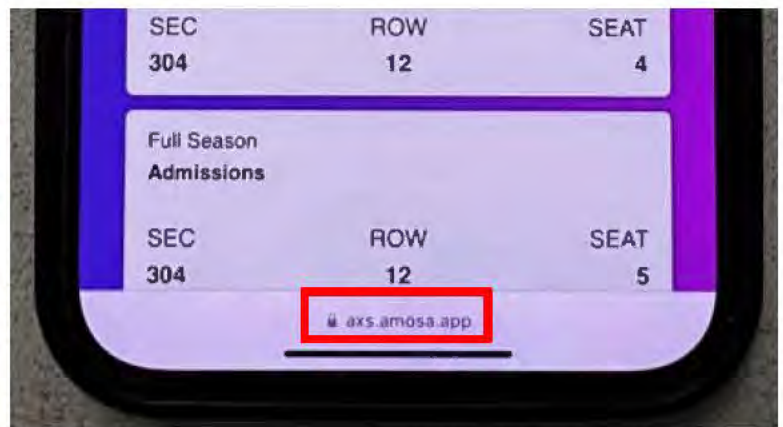 SEC ROW SEAT
304 12 4
Full Season
Admissions
SEC ROW SEAT
304 12 5
axs.amosa.app